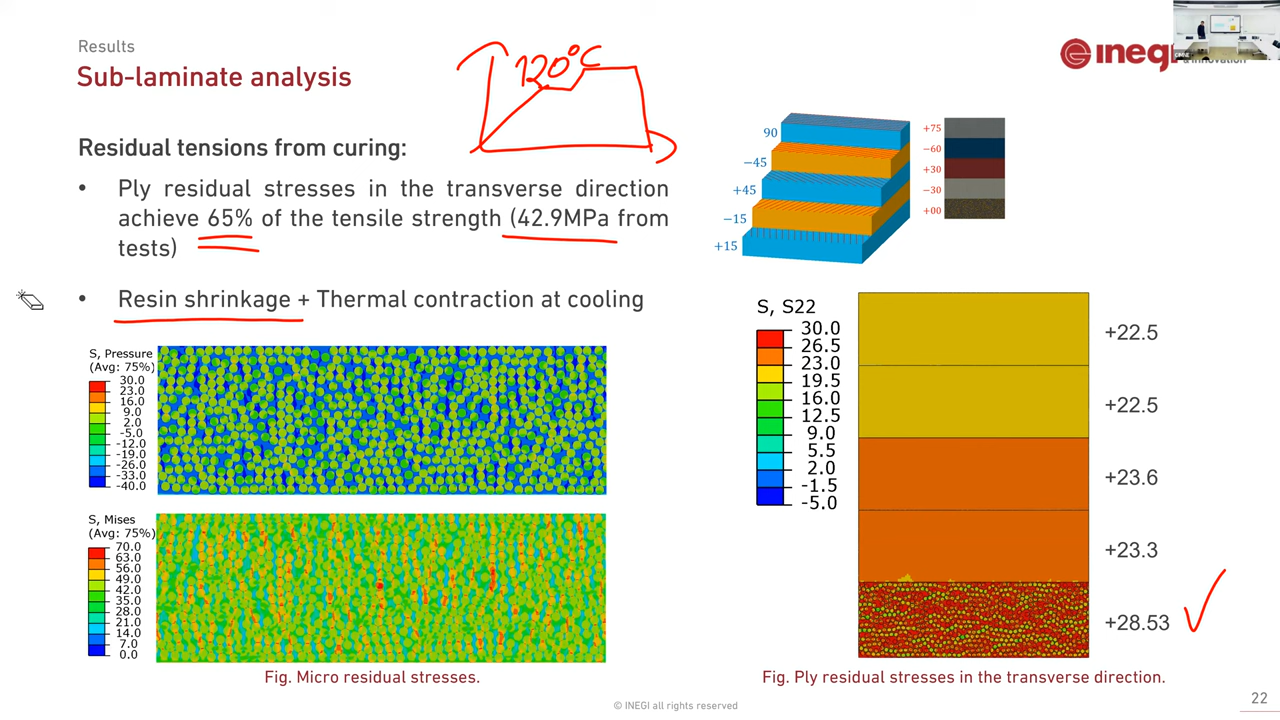 Results
Sub-laminate analysis
120°C
inegi
Residual tensions from curing:
• Ply residual stresses in the transverse direction
achieve 65% of the tensile strength (42.9MPa from
tests)
• Resin shrinkage + Thermal contraction at cooling
90
−45
+45
−15
+15
+75
−60
+30
−30
+00
S, Pressure
(Avg: 75%)
30.0
23.0
16.0
9.0
2.0
-5.0
-12.0
-19.0
-26.0
-33.0
-40.0
S, Mises
(Avg: 75%)
70.0
63.0
56.0
49.0
42.0
35.0
28.0
21.0
14.0
7.0
0.0
Fig. Micro residual stresses.
S, S22
30.0
26.5
23.0
19.5
16.0
12.5
9.0
5.5
2.0
-1.5
-5.0
+22.5
+22.5
+23.6
+23.3
+28.53
Fig. Ply residual stresses in the transverse direction.
© INEGI all rights reserved
22